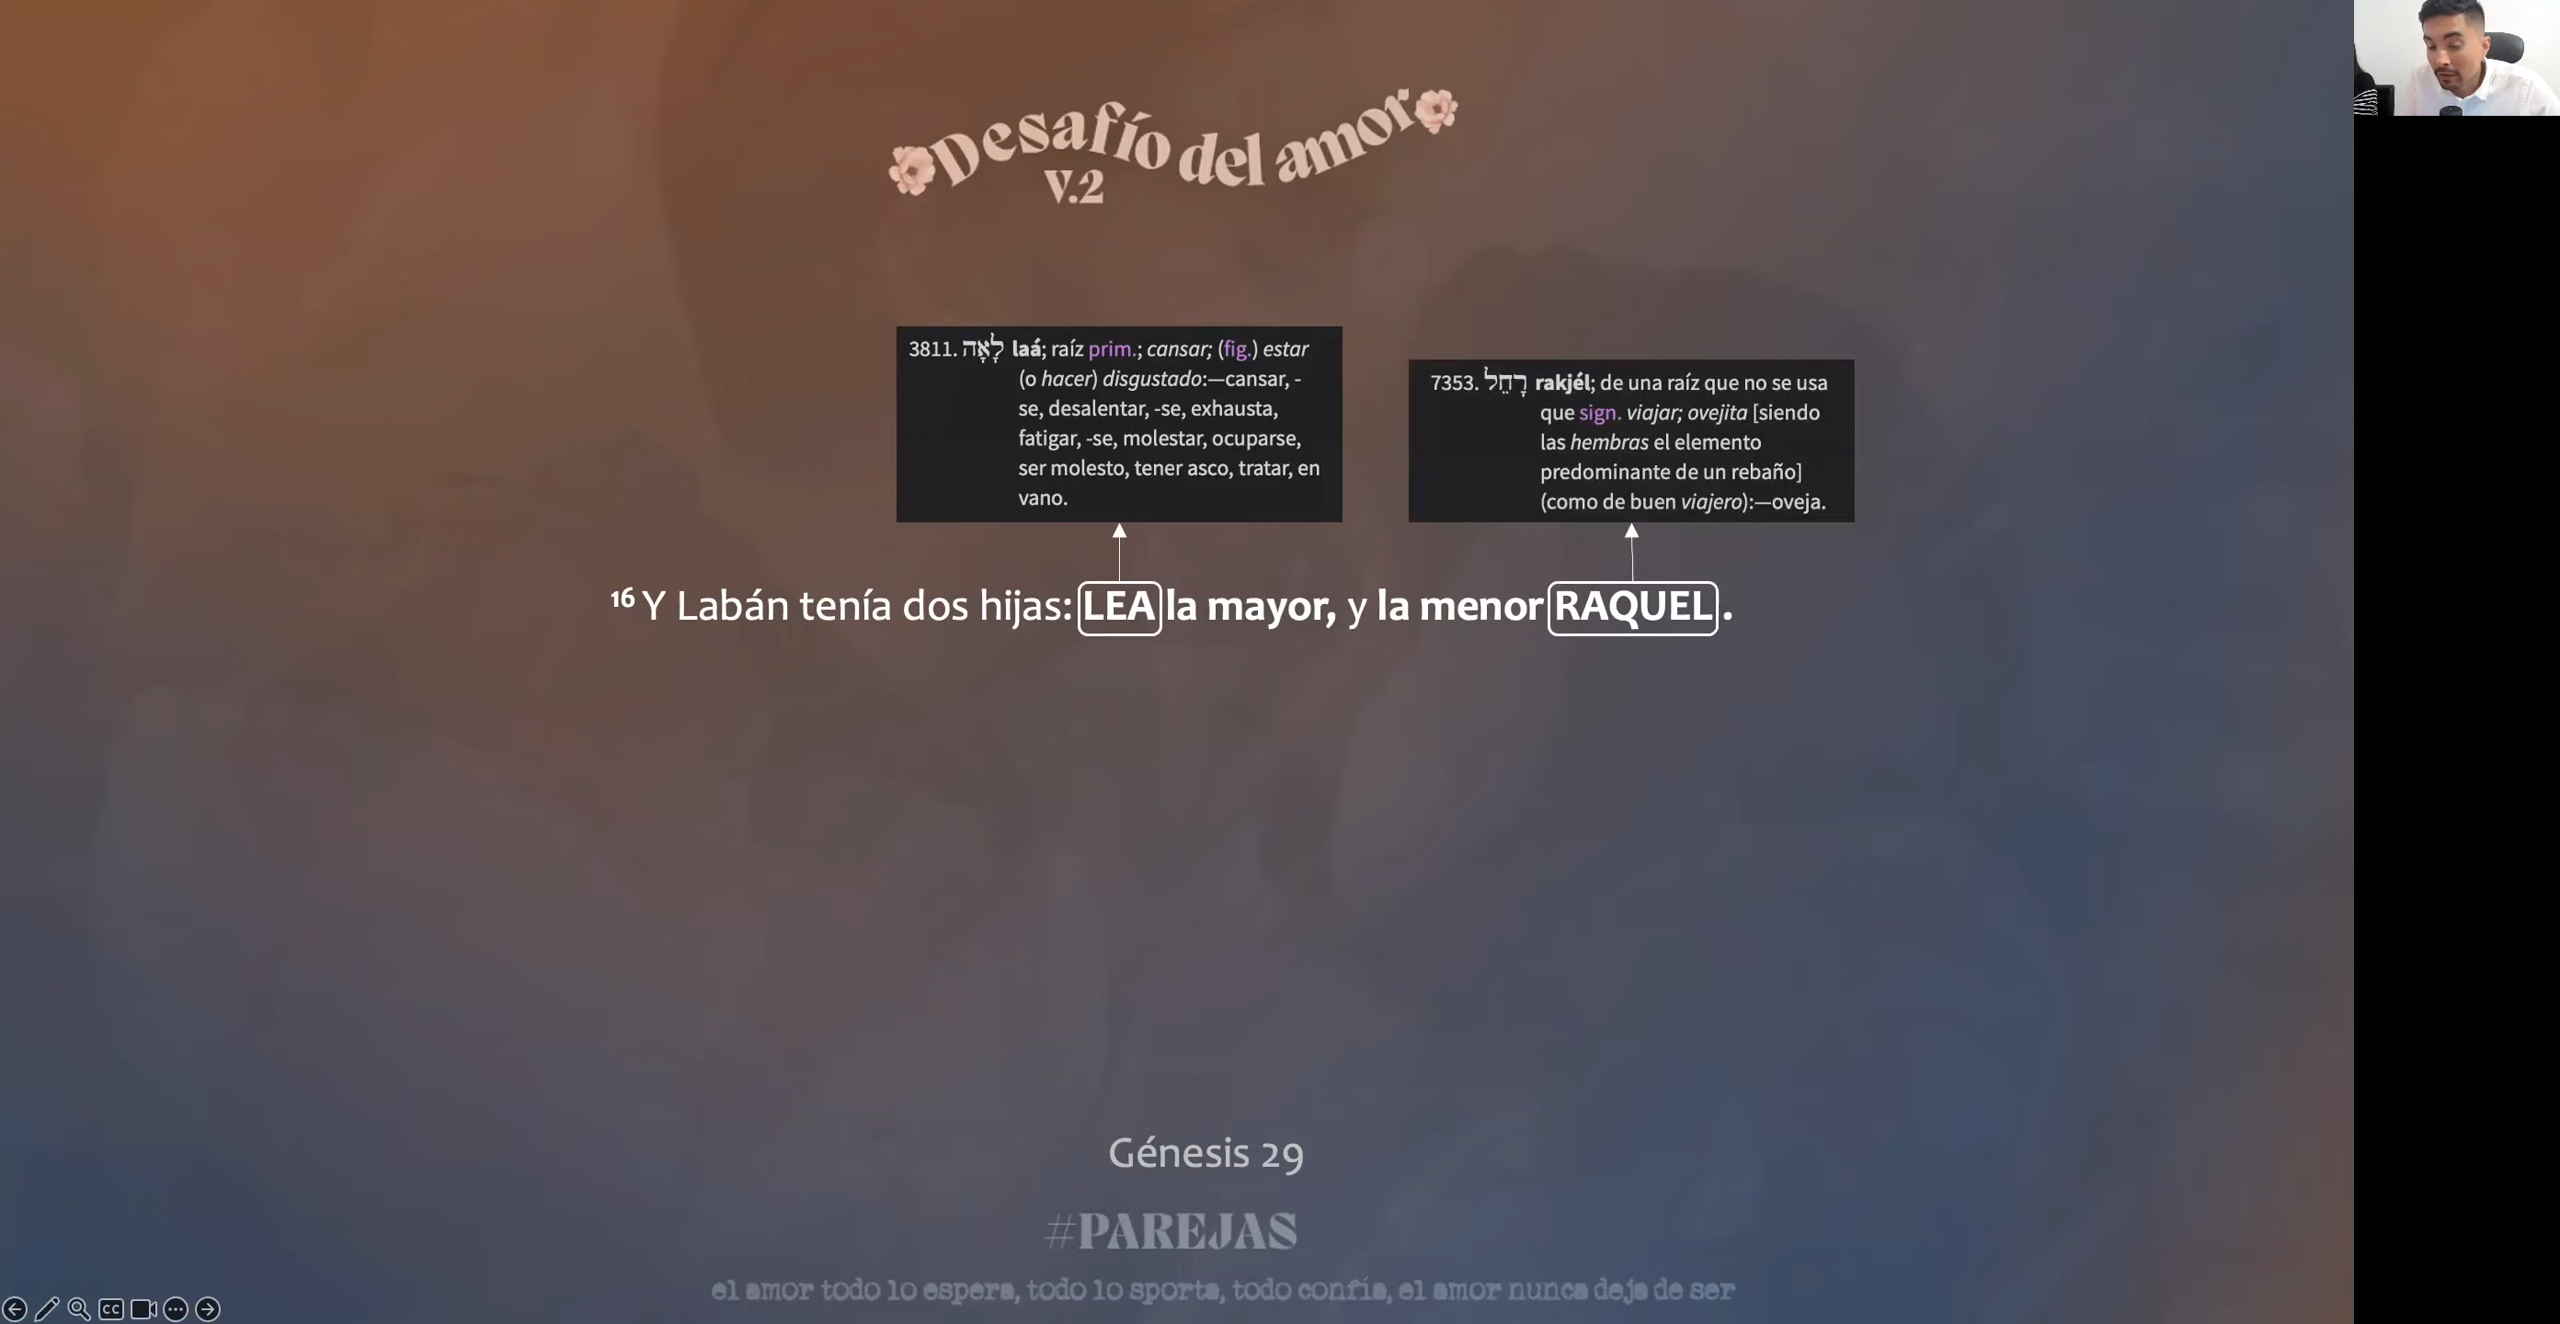 Desafío del amor
V.2
3811. לָאָה laá; raíz prim.; cansar; (fig.) estar
(o hacer) disgustado:—cansar, -
se, desalentar, -se, exhausta,
fatigar, -se, molestar, ocuparse,
ser molesto, tener asco, tratar, en
vano.
7353. רָחֵל rakjél; de una raíz que no se usa
que sign. viajar; ovejita [siendo
las hembras el elemento
predominante de un rebaño]
(como de buen viajero):—oveja.
16 Y Labán tenía dos hijas: LEA la mayor, y la menor RAQUEL.
Génesis 29
#PAREJAS
el amor todo lo espera, todo lo sporta, todo confía, el amor nunca deja de ser
CC